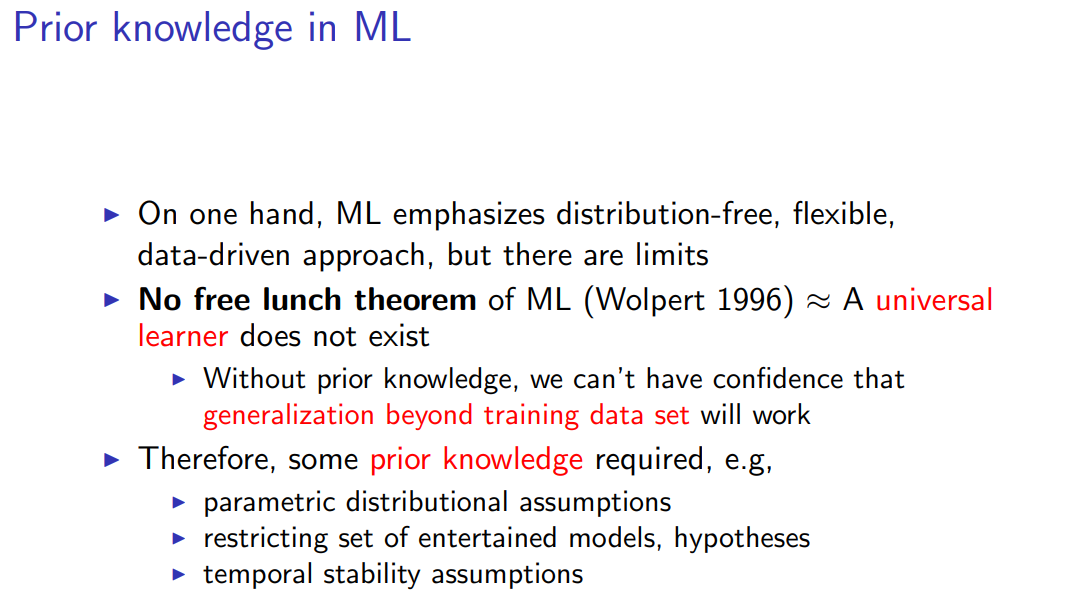 Prior knowledge in ML
▶ On one hand, ML emphasizes distribution-free, flexible,
data-driven approach, but there are limits
▶ No free lunch theorem of ML (Wolpert 1996) ≈ A universal
learner does not exist
▶ Without prior knowledge, we can't have confidence that
generalization beyond training data set will work
▶ Therefore, some prior knowledge required, e.g,
▶ parametric distributional assumptions
▶ restricting set of entertained models, hypotheses
▶ temporal stability assumptions